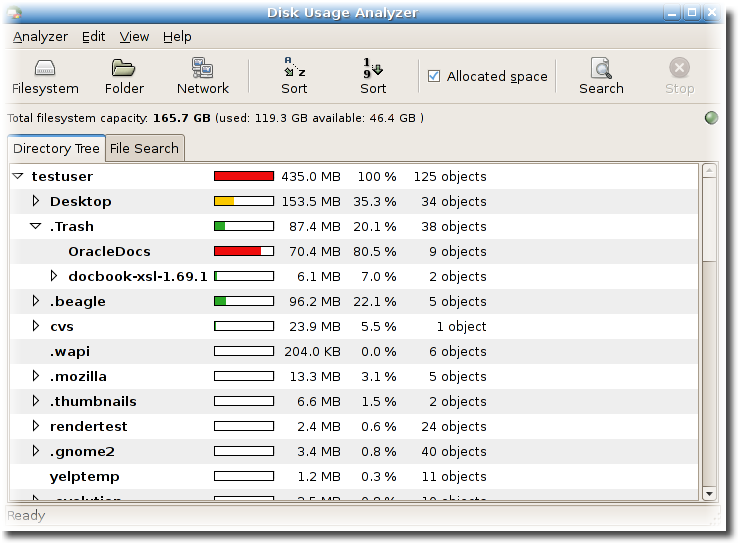 Disk Usage Analyzer
Analyzer Edit View Help
Filesystem Folder Network Sort Sort Allocated space Search Stop
Total filesystem capacity: 165.7 GB (used: 119.3 GB available: 46.4 GB )
Directory Tree File Search
testuser 435.0 MB 100 % 125 objects
Desktop 153.5 MB 35.3 % 34 objects
.Trash 87.4 MB 20.1 % 38 objects
OracleDocs 70.4 MB 80.5 % 9 objects
docbook-xsl-1.69.1 6.1 MB 7.0 % 2 objects
.beagle 96.2 MB 22.1 % 5 objects
cvs 23.9 MB 5.5 % 1 object
.wapi 204.0 KB 0.0 % 6 objects
.mozilla 13.3 MB 3.1 % 5 objects
.thumbnails 6.6 MB 1.5 % 2 objects
rendertest 2.4 MB 0.6 % 24 objects
.gnome2 3.4 MB 0.8 % 40 objects
yelptemp 1.2 MB 0.3 % 11 objects
Ready